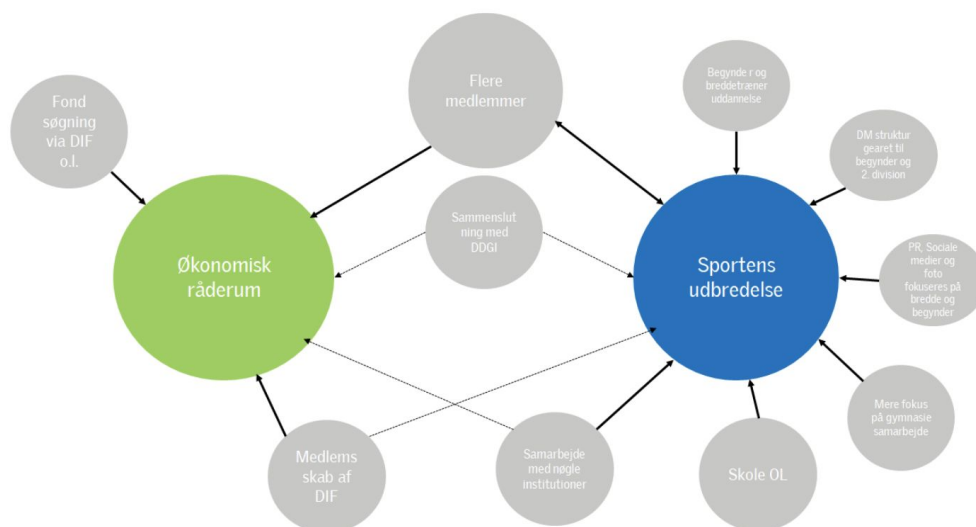 Fond
søgning
via DIF
o.l.
Flere
medlemmer
Begynde r og
breddetræner
uddannelse
DM struktur
gearet til
begynder og
2. division
Sammenslut
ning med
DDGI
Økonomisk
råderum
Sportens
udbredelse
PR, Sociale
medier og
foto
fokuseres på
bredde og
begynder
Medlems
skab af
DIF
Samarbejde
med nøgle
institutioner
Skole OL
Mere fokus
på gymnasie
samarbejde